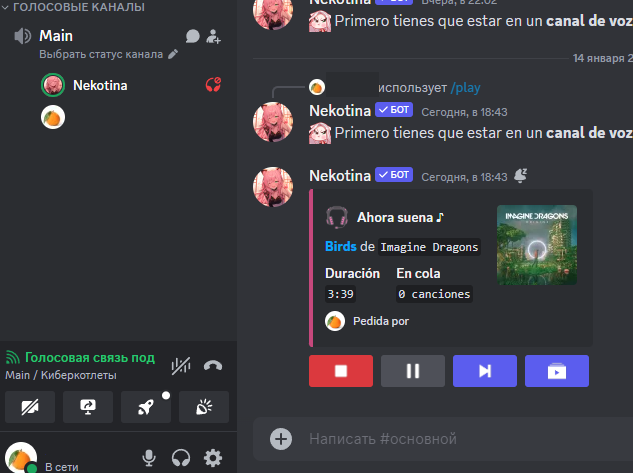 ГОЛОСОВЫЕ КАНАЛЫ
Main
Выбрать статус канала
Nekotina
Голосовая связь под
Main / Киберкотлеты
В сети
Nekotina БОТ Вчера, в 22:02
Primero tienes que estar en un canal de voz
14 января 2
использует /play
Nekotina БОТ Сегодня, в 18:43
Primero tienes que estar en un canal de voz
Nekotina БОТ Сегодня, в 18:43
Ahora suena
Birds de Imagine Dragons
IMAGINE DRAGONS
Duración En cola
3:39 0 canciones
Pedida por
Написать #основной